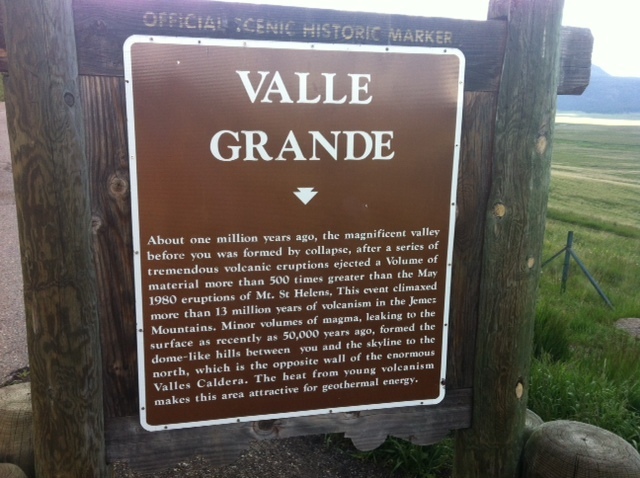 OFFICIAL SCENIC HISTORIC MARKER
VALLE
GRANDE
About one million years ago, the magnificent valley
before you was formed by collapse, after a series of
tremendous volcanic eruptions ejected a Volume of
material more than 500 times greater than the May
1980 eruptions of Mt. St Helens, This event climaxed
more than 13 million years of volcanism in the Jemez
Mountains. Minor volumes of magma, leaking to the
surface as recently as 50,000 years ago, formed the
dome-like hills between you and the skyline to the
north, which is the opposite wall of the enormous
Valles Caldera. The heat from young volcanism
makes this area attractive for geothermal energy.